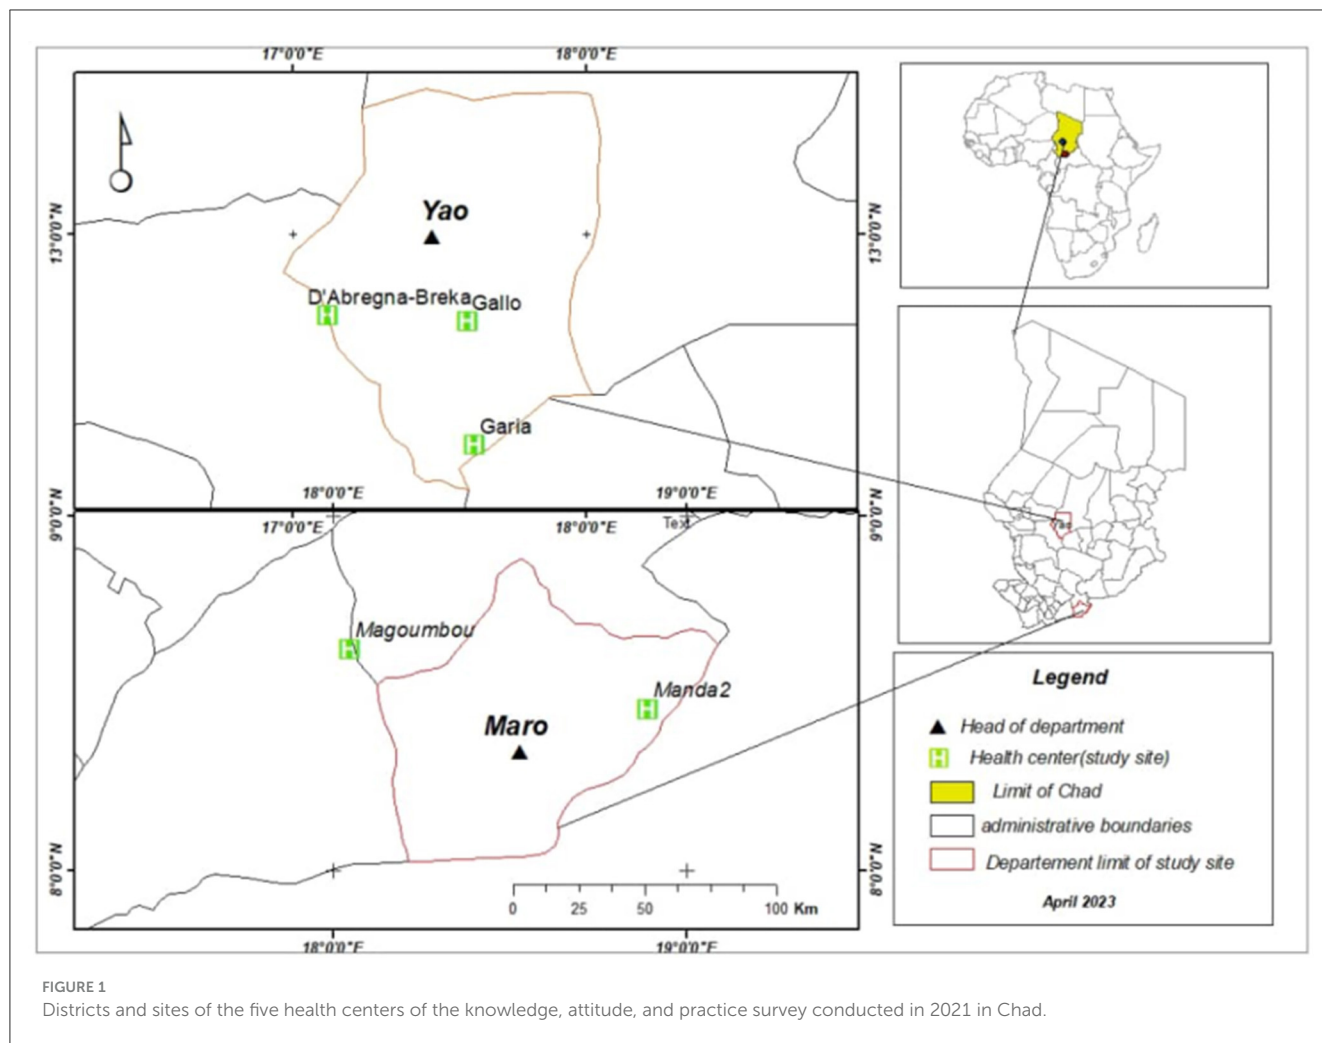 17°0'0"E 18°0'0"E
13°0'0"N 13°0'0"N
Yao
D'Abregna-Breka Gallo
Garia
18°0'0"E 19°0'0"E
9°0'0"N 9°0'0"N
17°0'0"E 18°0'0"E Text
Magoumbou
Manda2
Maro
8°0'0"N 8°0'0"N
0 25 50 100 Km
18°0'0"E 19°0'0"E
Yao
Legend
Head of department
H Health center(study site)
Limit of Chad
administrative boundaries
Departement limit of study site
April 2023
FIGURE 1
Districts and sites of the five health centers of the knowledge, attitude, and practice survey conducted in 2021 in Chad.